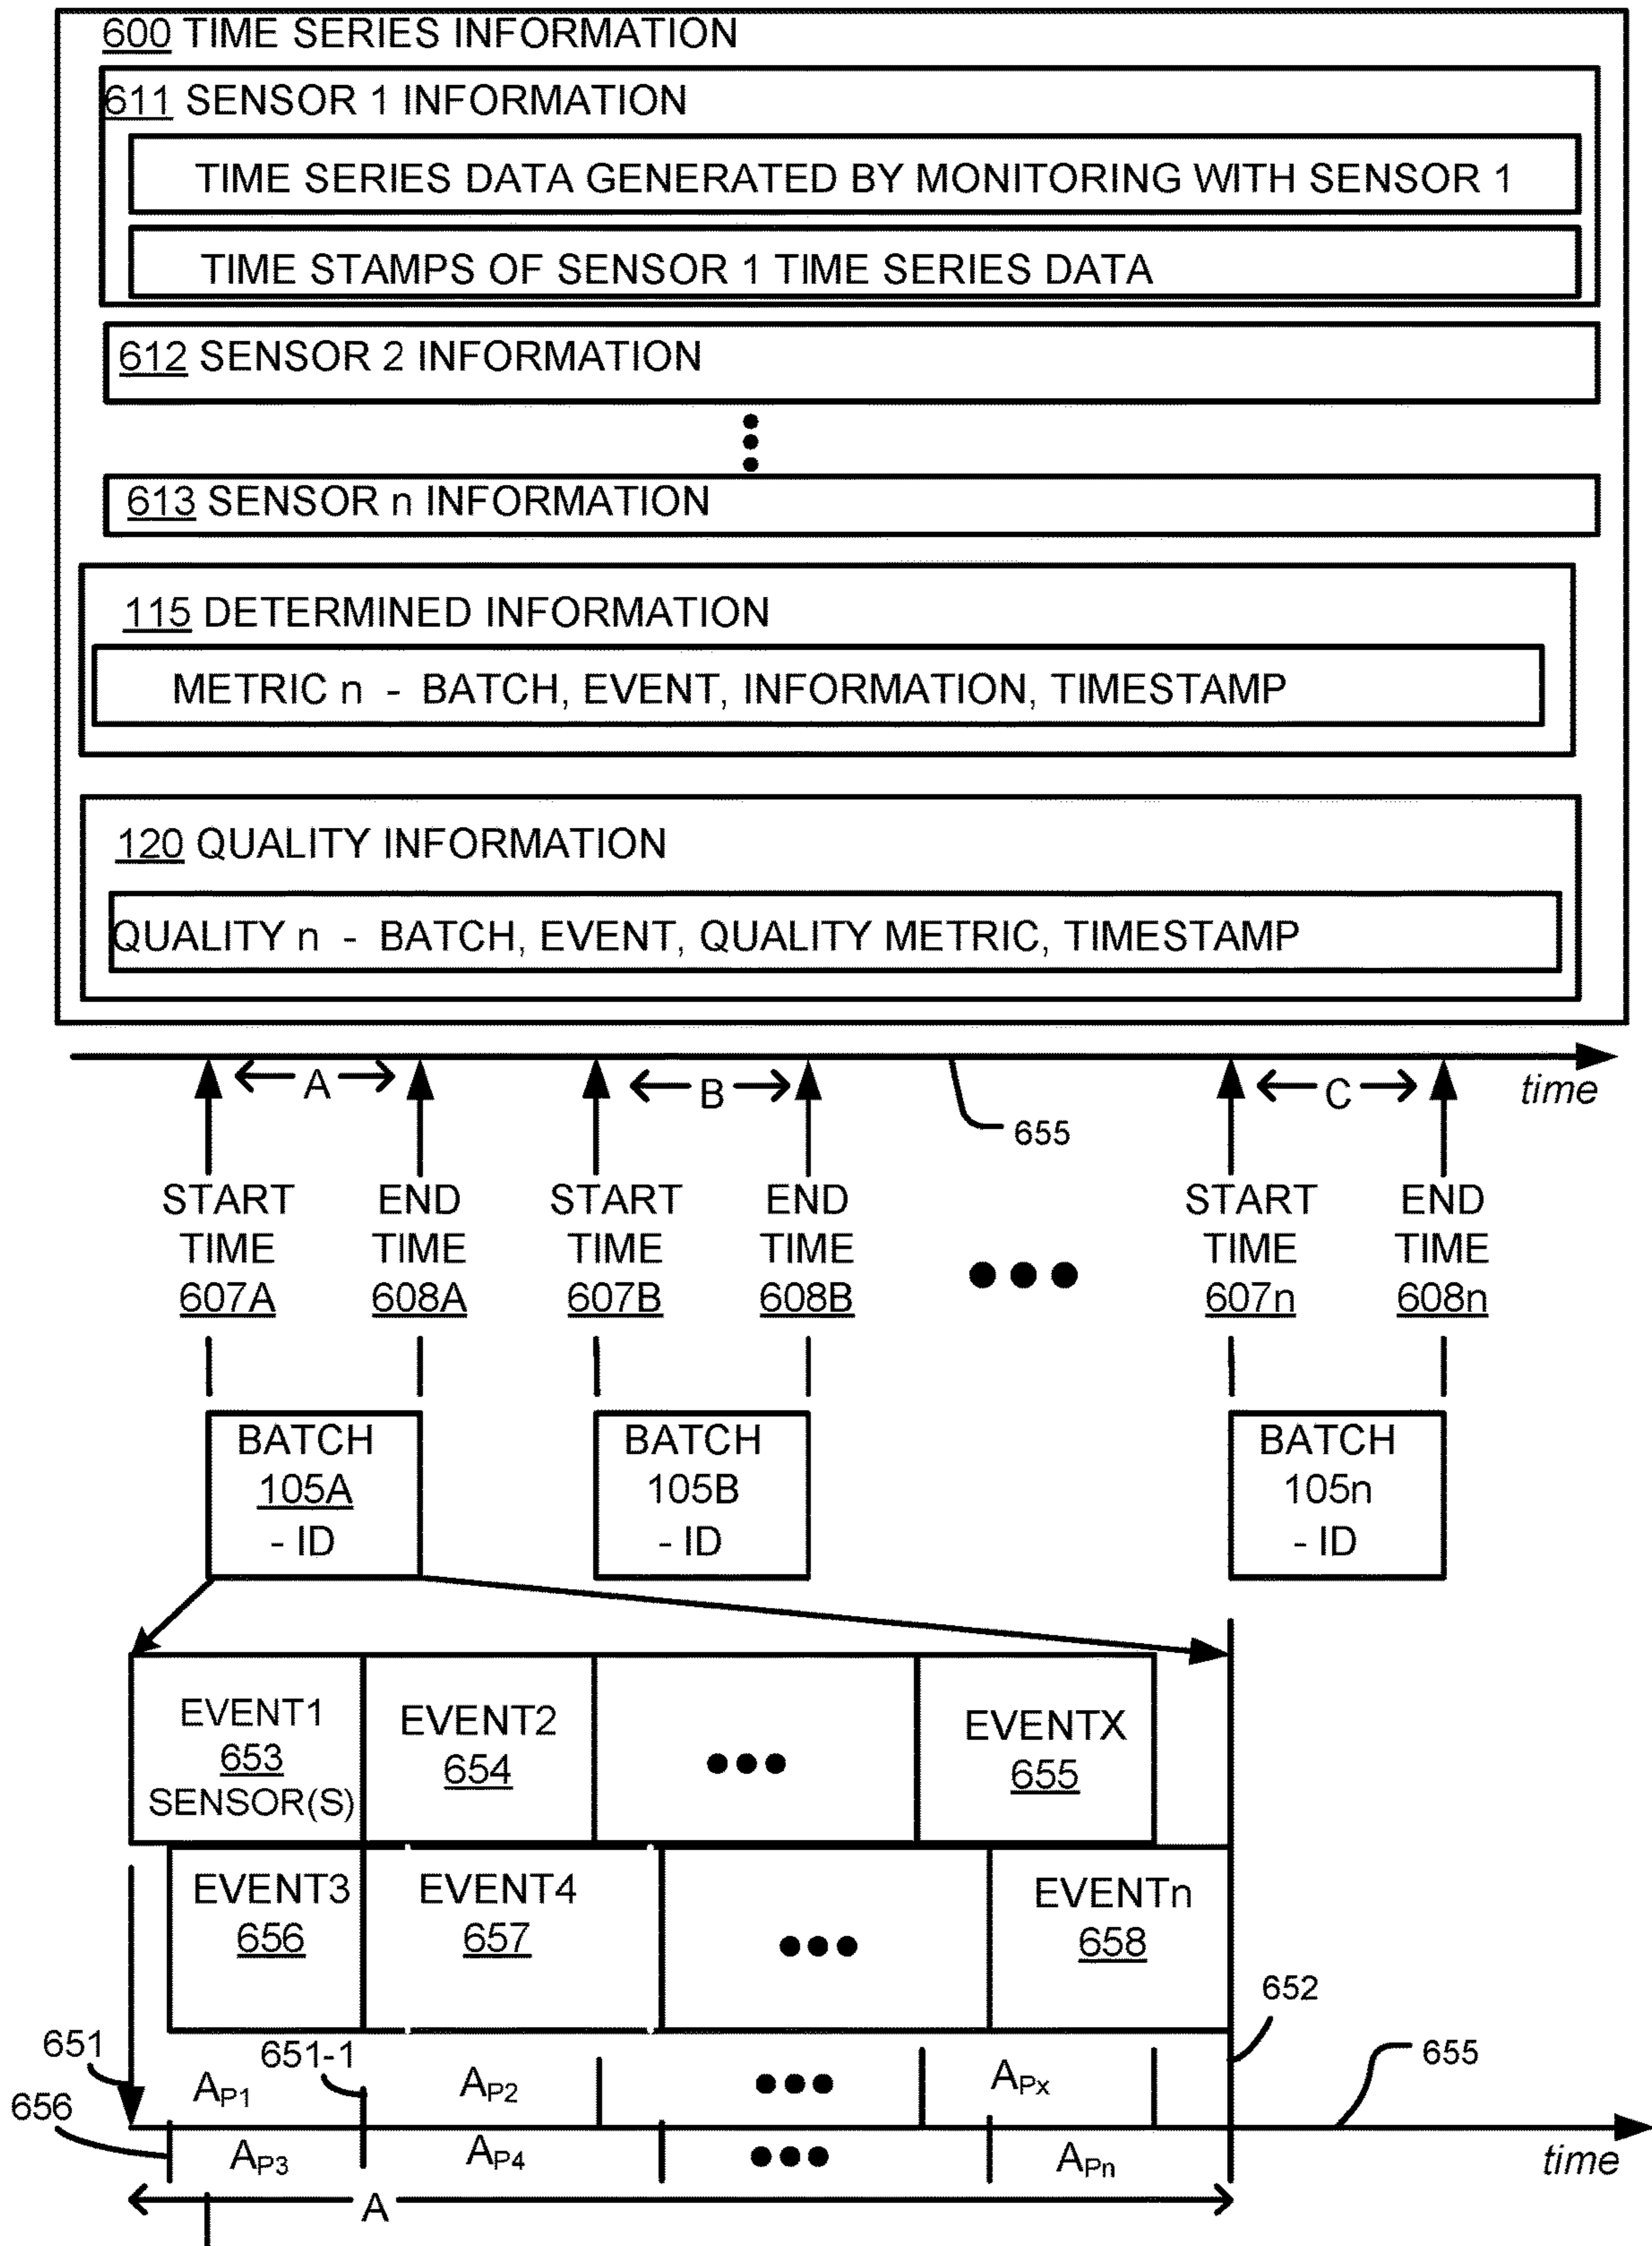 600 TIME SERIES INFORMATION
611 SENSOR 1 INFORMATION
TIME SERIES DATA GENERATED BY MONITORING WITH SENSOR 1
TIME STAMPS OF SENSOR 1 TIME SERIES DATA
612 SENSOR 2 INFORMATION
613 SENSOR n INFORMATION
115 DETERMINED INFORMATION
METRIC n - BATCH, EVENT, INFORMATION, TIMESTAMP
120 QUALITY INFORMATION
QUALITY n - BATCH, EVENT, QUALITY METRIC, TIMESTAMP
A
B
C
time
655
START
TIME
607A
END
TIME
608A
START
TIME
607B
END
TIME
608B
START
TIME
607n
END
TIME
608n
BATCH
105A
- ID
BATCH
105B
- ID
BATCH
105n
- ID
EVENT1
653
SENSOR(S)
EVENT2
654
EVENTX
655
EVENT3
656
EVENT4
657
EVENTn
658
652
651
651-1
655
656
AP1
AP2
APx
AP3
AP4
APn
time
A